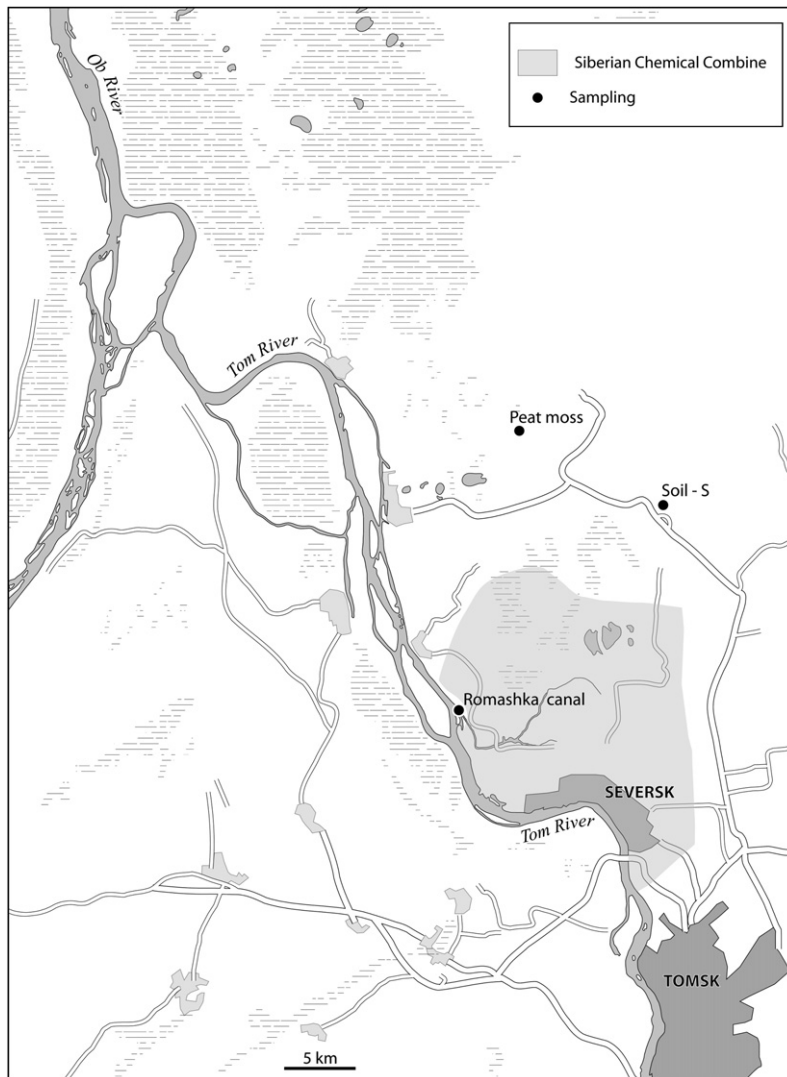 Siberian Chemical Combine
Sampling
Ob River
Tom River
Peat moss
Soil - S
Romashka canal
SEVERSK
Tom River
TOMSK
5 km